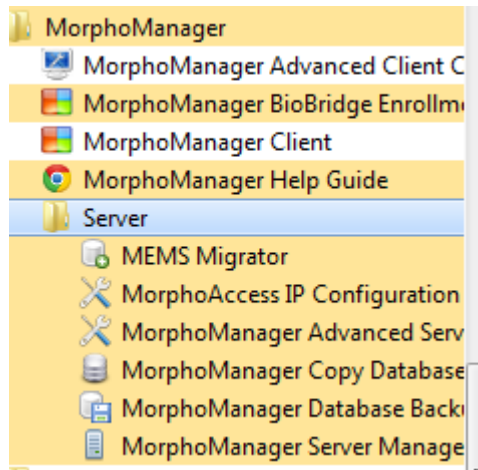 MorphoManager
MorphoManager Advanced Client C
MorphoManager BioBridge Enrollme
MorphoManager Client
MorphoManager Help Guide
Server
MEMS Migrator
MorphoAccess IP Configuration
MorphoManager Advanced Serv
MorphoManager Copy Database
MorphoManager Database Back
MorphoManager Server Manage